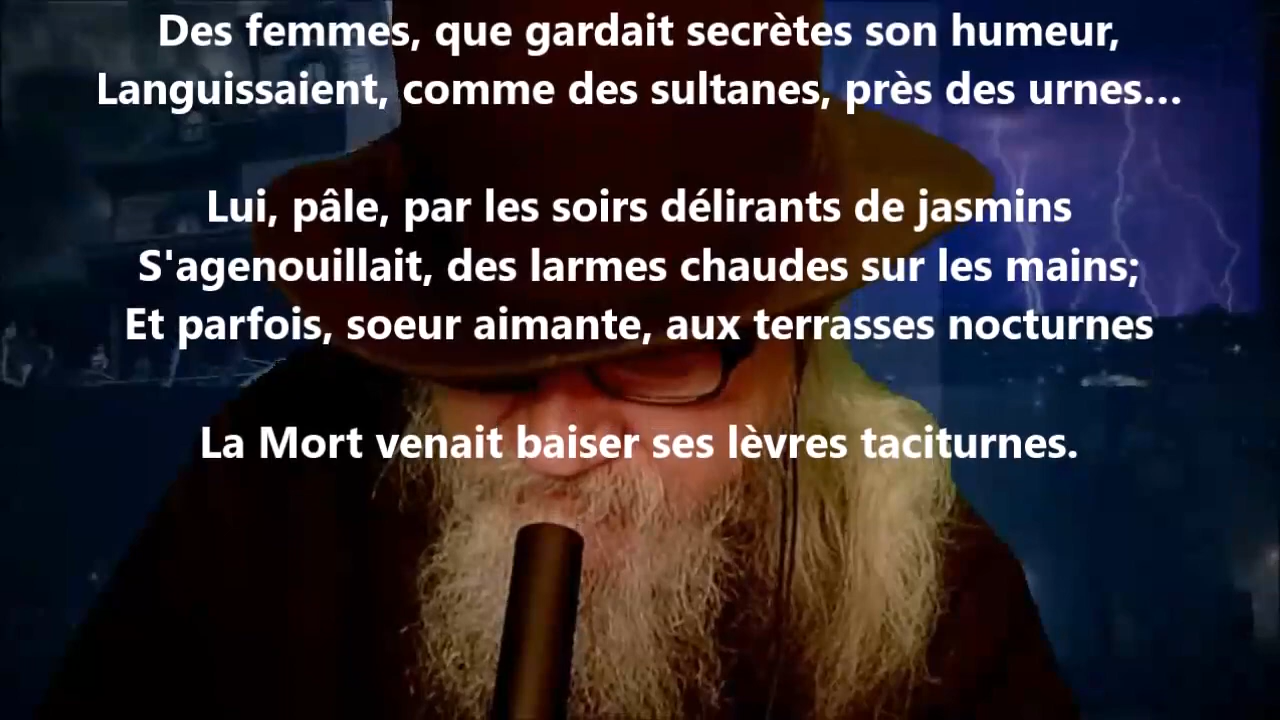 Des femmes, que gardait secrètes son humeur,
Languissaient, comme des sultanes, près des urnes...
Lui, pâle, par les soirs délirants de jasmins
S'agenouillait, des larmes chaudes sur les mains;
Et parfois, soeur aimante, aux terrasses nocturnes
La Mort venait baiser ses lèvres taciturnes.